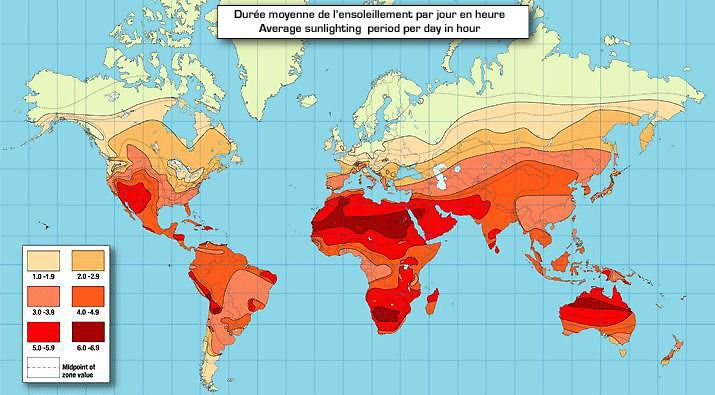 Durée moyenne de l'ensoleillement par jour en heure
Average sunlighting period per day in hour
1.0 -1.9 2.0 -2.9
3.0 -3.9 4.0 -4.9
5.0 -5.9 6.0 -6.9
Midpoint of
zone value